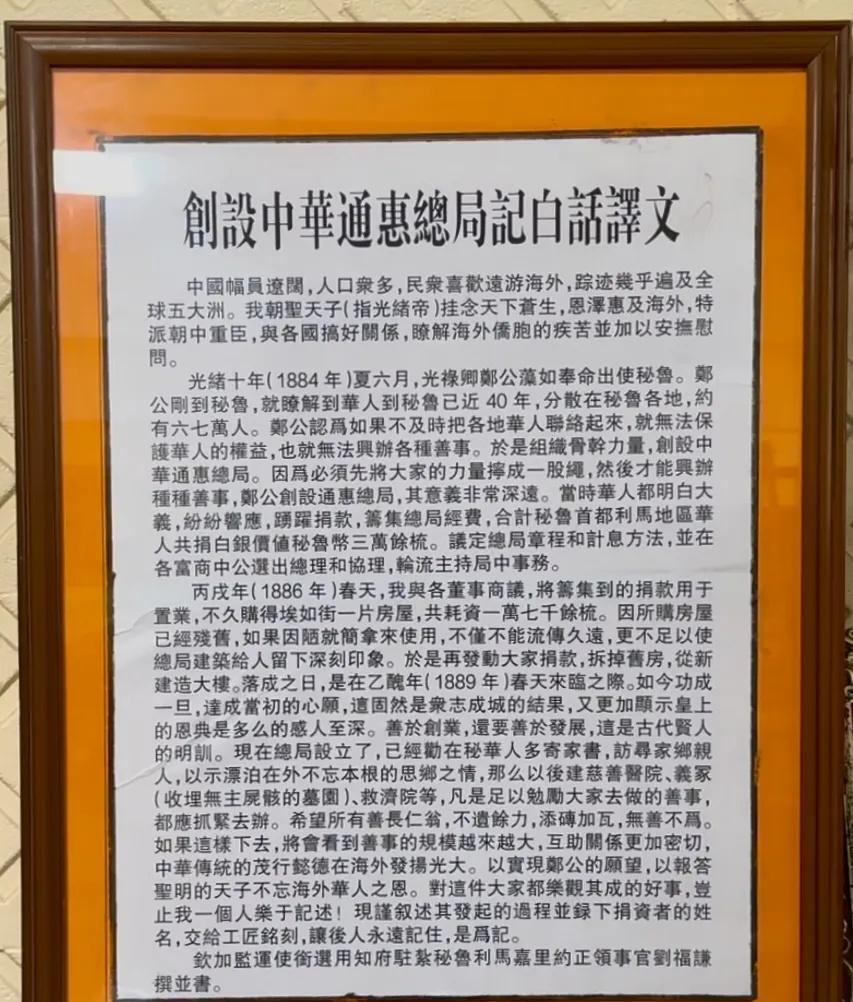 創設中華通惠總局記白話譯文
中國幅員遼闊,人口衆多,民衆喜歡遠游海外,踪迹幾乎遍及全
球五大洲。我朝聖天子(指光緒帝)挂念天下蒼生,恩澤惠及海外,特
派朝中重臣,與各國搞好關係,瞭解海外僑胞的疾苦並加以安撫慰
問。
光緒十年(1884年)夏六月,光祿卿鄭公藻如奉命出使秘魯。鄭
公剛到秘魯,就瞭解到華人到秘魯已近40年,分散在秘魯各地,約
有六七萬人。鄭公認爲如果不及時把各地華人聯絡起來,就無法保
護華人的權益,也就無法興辦各種善事。於是組織骨幹力量,創設中
華通惠總局。因爲必須先將大家的力量擰成一股繩,然後才能興辦
種種善事,鄭公創設通惠總局,其意義非常深遠。當時華人都明白大
義,紛紛響應,踴躍捐款,籌集總局經費,合計秘魯首都利馬地區華
人共捐白銀價值秘魯幣三萬餘梳。議定總局章程和計息方法,並在
各富商中公選出總理和協理,輪流主持局中事務。
丙戌年(1886年)春天,我與各董事商議,將籌集到的捐款用于
置業,不久購得埃如街一片房屋,共耗資一萬七千餘梳。因所購房屋
已經殘舊,如果因陋就簡拿來使用,不僅不能流傳久遠,更不足以使
總局建築給人留下深刻印象。於是再發動大家捐款,拆掉舊房,從新
建造大樓。落成之日,是在乙醜年(1889年)春天來臨之際。如今功成
一旦,達成當初的心願,這固然是衆志成城的結果,又更加顯示皇上
的恩典是多么的感人至深。善於創業,還要善於發展,這是古代賢人
的明訓。現在總局設立了,已經勸在秘華人多寄家書,訪尋家鄉親
人,以示漂泊在外不忘本根的思鄉之情,那么以後建慈善醫院、義冢
(收埋無主屍骸的墓園)、救濟院等,凡是足以勉勵大家去做的善事,
都應抓緊去辦。希望所有善長仁翁,不遺餘力,添磚加瓦,無善不爲。
如果這樣下去,將會看到善事的規模越來越大,互助關係更加密切,
中華傳統的茂行懿德在海外發揚光大。以實現鄭公的願望,以報答
聖明的天子不忘海外華人之恩。對這件大家都樂觀其成的好事,豈
止我一個人樂于記述!現謹叙述其發起的過程並録下捐資者的姓
名,交給工匠銘刻,讓後人永遠記住,是爲記。
欽加監運使銜選用知府駐紮秘魯利馬嘉里約正領事官劉福謙
撰並書。